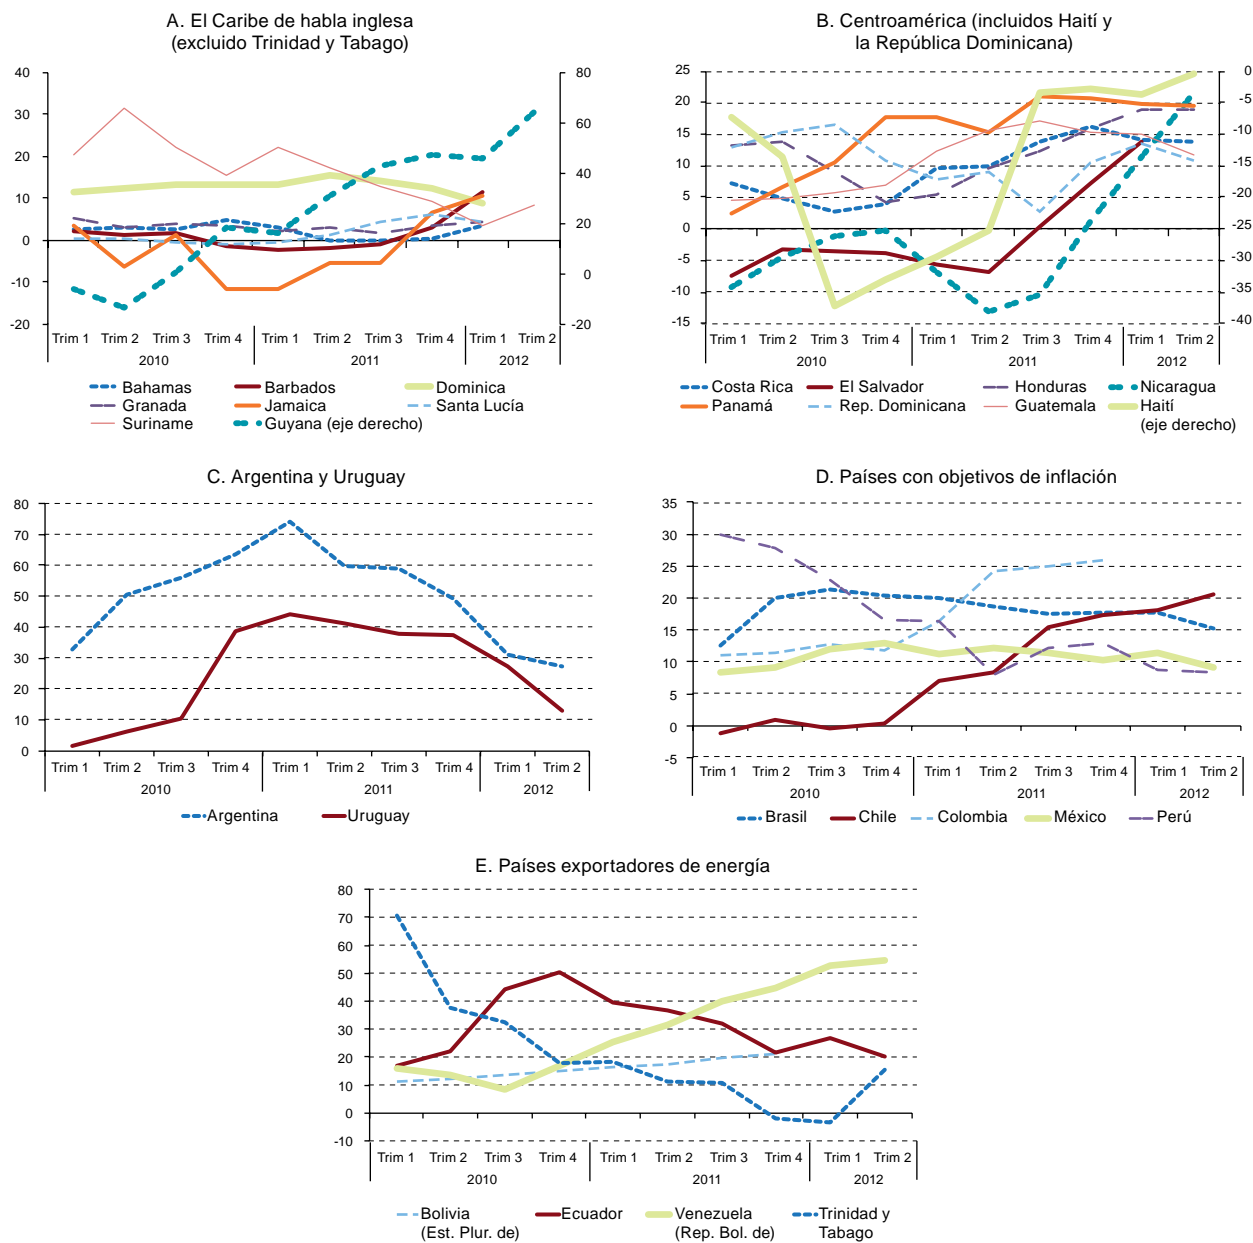 A. El Caribe de habla inglesa
(excluido Trinidad y Tabago)
40
30
20
10
0
-10
-20
80
60
40
20
0
-20
Trim 1 Trim 2 Trim 3 Trim 4 Trim 1 Trim 2 Trim 3 Trim 4 Trim 1 Trim 2
2010 2011 2012
Bahamas Barbados Dominica
Granada Jamaica Santa Lucía
Suriname Guyana (eje derecho)
B. Centroamérica (incluidos Haití y
la República Dominicana)
25
20
15
10
5
0
-5
-10
-15
0
-5
-10
-15
-20
-25
-30
-35
-40
Trim 1 Trim 2 Trim 3 Trim 4 Trim 1 Trim 2 Trim 3 Trim 4 Trim 1 Trim 2
2010 2011 2012
Costa Rica El Salvador Honduras Nicaragua
Panamá Rep. Dominicana Guatemala Haití
(eje derecho)
C. Argentina y Uruguay
80
70
60
50
40
30
20
10
0
Trim 1 Trim 2 Trim 3 Trim 4 Trim 1 Trim 2 Trim 3 Trim 4 Trim 1 Trim 2
2010 2011 2012
Argentina Uruguay
D. Países con objetivos de inflación
35
30
25
20
15
10
5
0
-5
Trim 1 Trim 2 Trim 3 Trim 4 Trim 1 Trim 2 Trim 3 Trim 4 Trim 1 Trim 2
2010 2011 2012
Brasil Chile Colombia México Perú
E. Países exportadores de energía
80
70
60
50
40
30
20
10
0
-10
Trim 1 Trim 2 Trim 3 Trim 4 Trim 1 Trim 2 Trim 3 Trim 4 Trim 1 Trim 2
2010 2011 2012
Bolivia Ecuador Venezuela Trinidad y
(Est. Plur. de) (Rep. Bol. de) Tabago